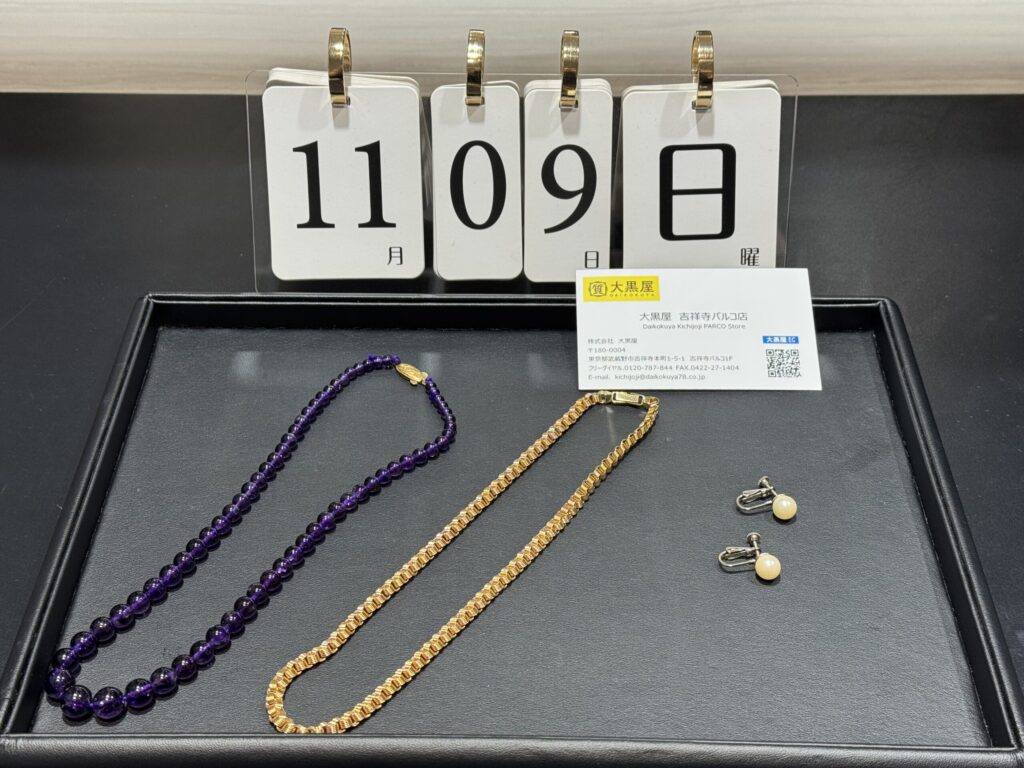 11
月
09
日
日
曜
質 大黒屋
DAIKOKUYA
大黒屋 吉祥寺パルコ店
Daikokuya Kichijoji PARCO Store
株式会社 大黒屋
〒180-0004
東京都武蔵野市吉祥寺本町1-5-1 吉祥寺パルコ1F
フリーダイヤル.0120-787-844 FAX.0422-27-1404
E-mail. kichijoji@daikokuya78.co.jp
大黒屋 EC